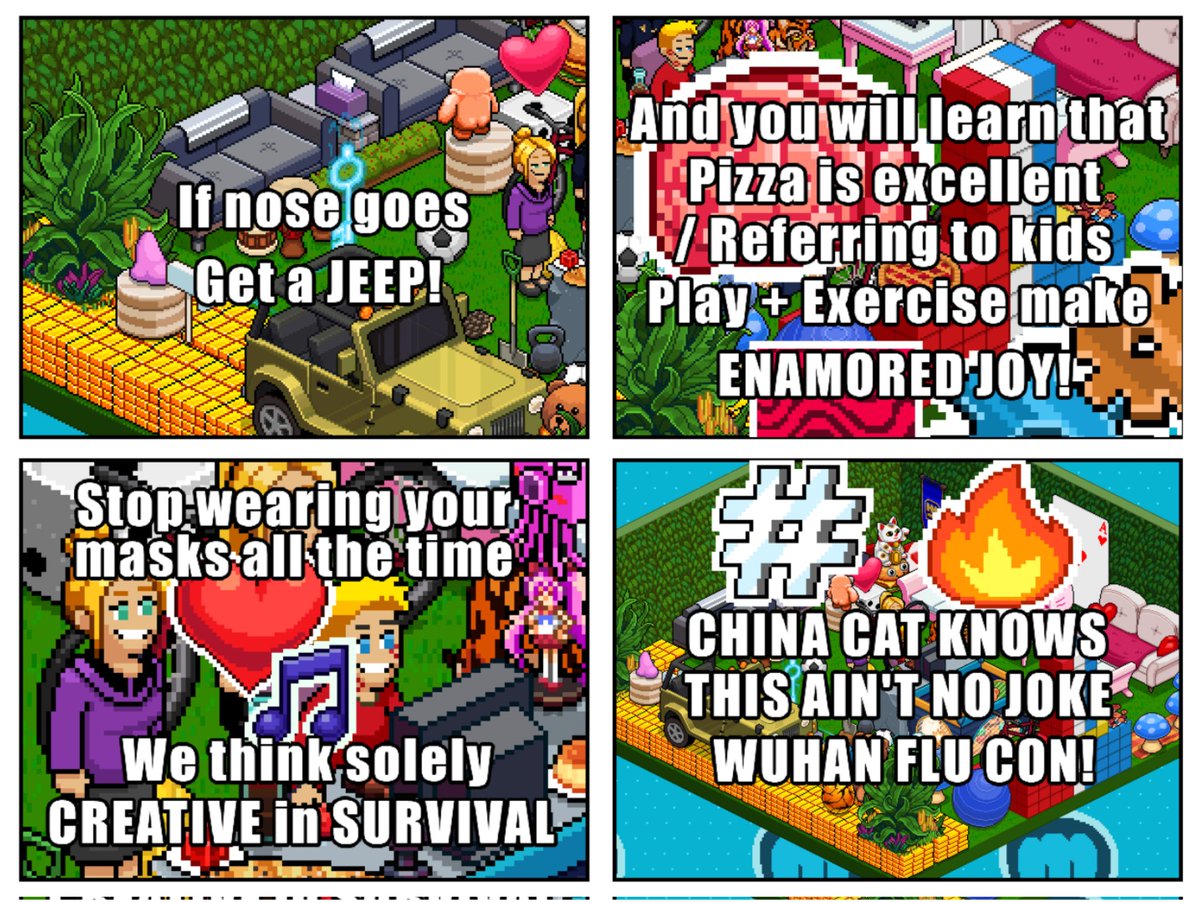 If nose goes
Get a JEEP!
And you will learn that
Pizza is excellent
/ Referring to kids
Play + Exercise make
ENAMORED JOY!
Stop wearing your
masks all the time
We think solely
CREATIVE in SURVIVAL
#
CHINA CAT KNOWS
THIS AIN'T NO JOKE
WUHAN FLU CON!